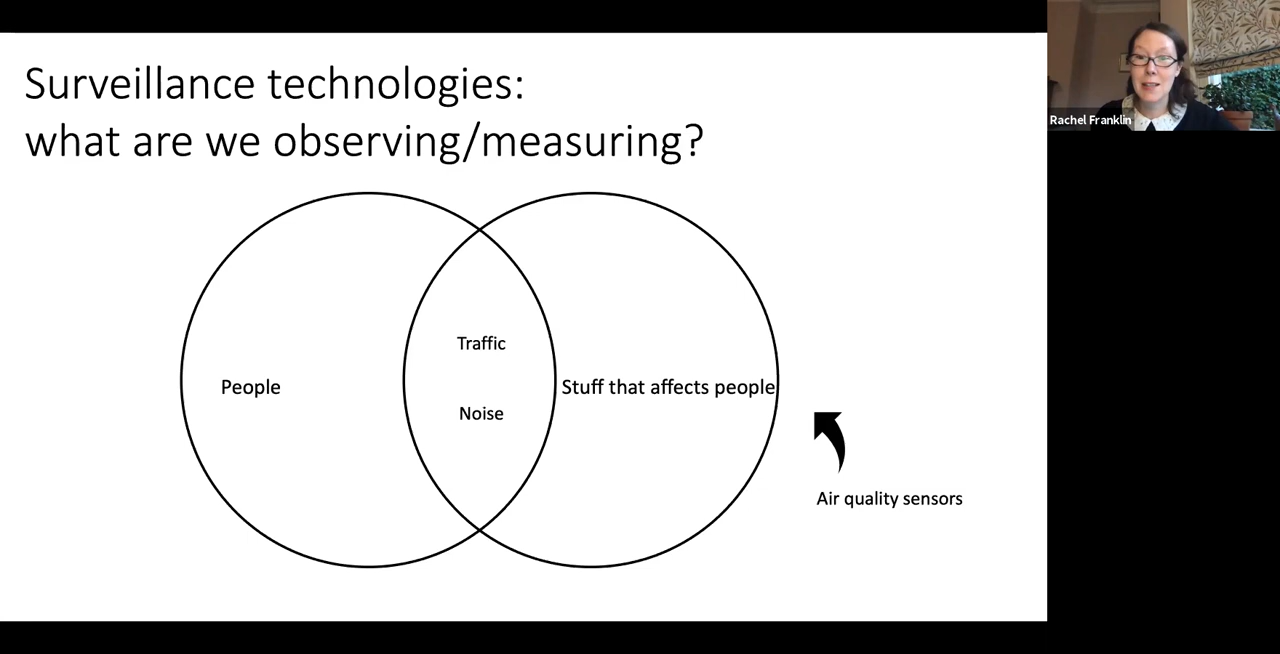 Surveillance technologies:
what are we observing/measuring?
Rachel Franklin
Traffic
People
Stuff that affects people
Noise
Air quality sensors